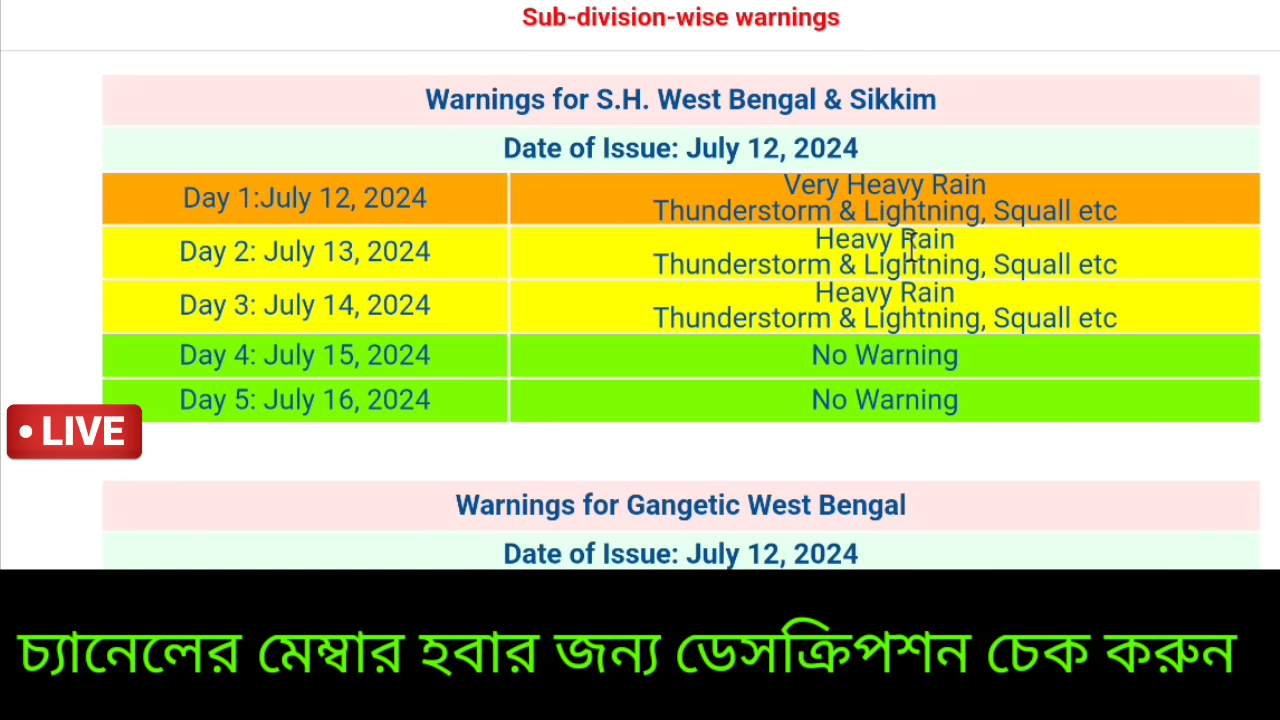 Sub-division-wise warnings
Warnings for S.H. West Bengal & Sikkim
Date of Issue: July 12, 2024
Day 1:July 12, 2024
Very Heavy Rain
Thunderstorm & Lightning, Squall etc
Day 2: July 13, 2024
Heavy Rain
Thunderstorm & Lightning, Squall etc
Day 3: July 14, 2024
Heavy Rain
Thunderstorm & Lightning, Squall etc
Day 4: July 15, 2024
No Warning
Day 5: July 16, 2024
No Warning
• LIVE
Warnings for Gangetic West Bengal
Date of Issue: July 12, 2024
চ্যানেলের মেম্বার হবার জন্য ডেসক্রিপশন চেক করুন